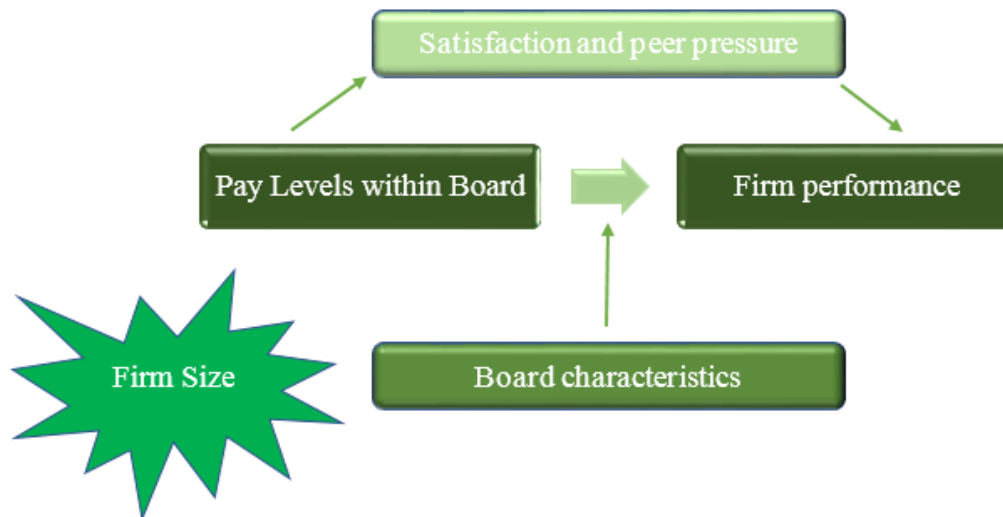 Satisfaction and peer pressure
Pay Levels within Board
Firm performance
Firm Size
Board characteristics